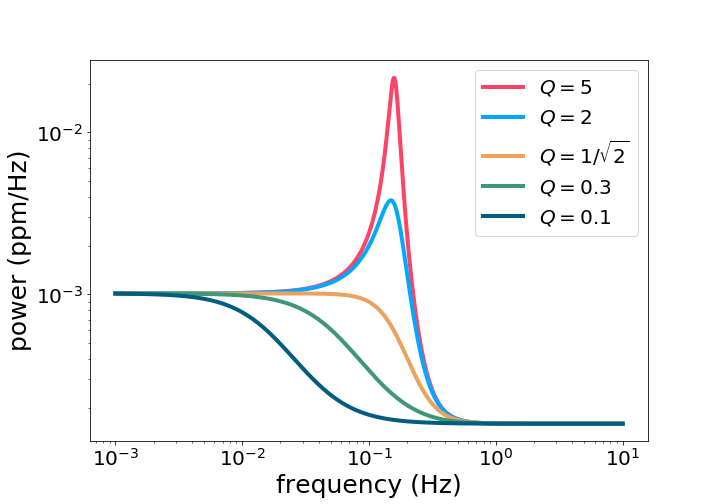 Q = 5
Q = 2
Q = 1/√2
Q = 0.3
Q = 0.1
power (ppm/Hz)
10⁻²
10⁻³
10⁻³ 10⁻² 10⁻¹ 10⁰ 10¹
frequency (Hz)